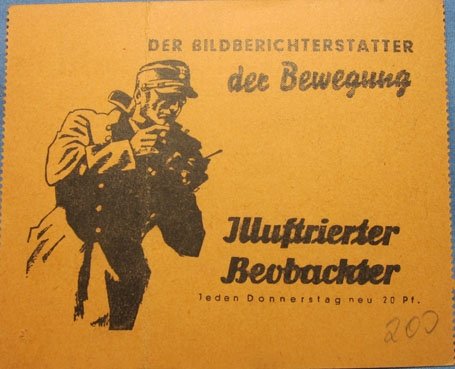 DER BILDBERICHTERSTATTER
der Bewegung
Illustrierter
Beobachter
Jeden Donnerstag neu 20 Pf.
200